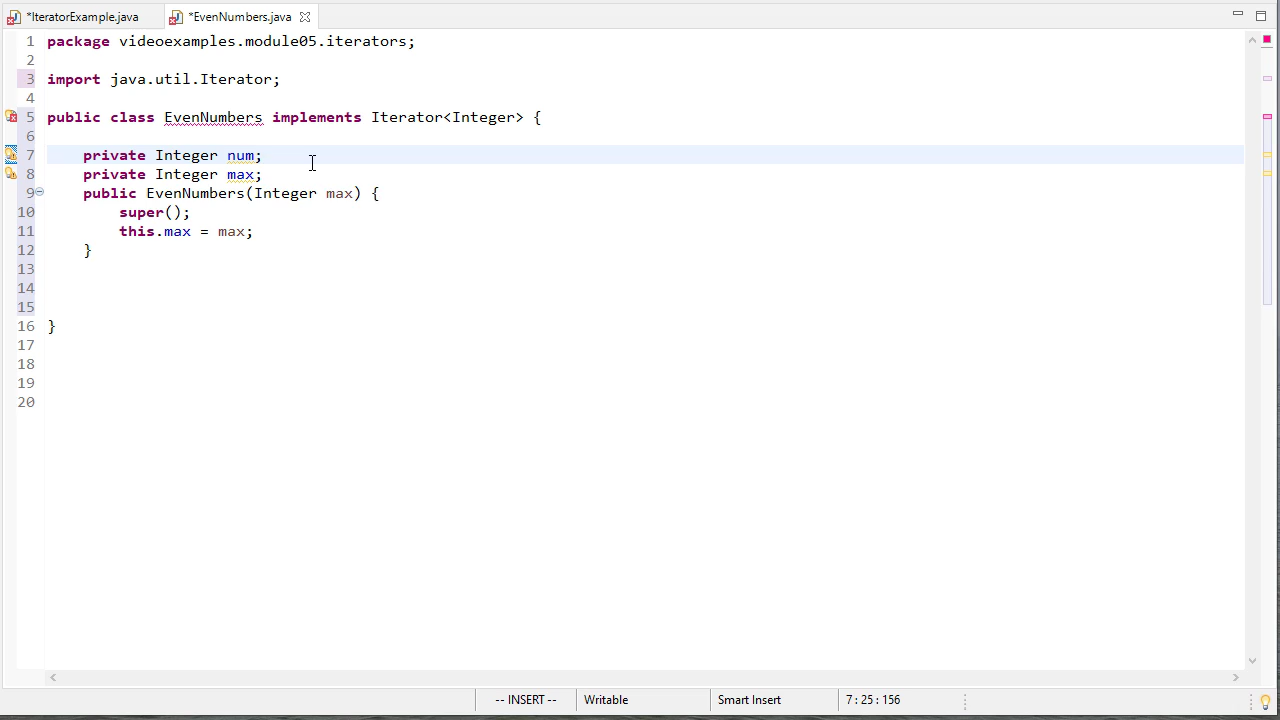 *IteratorExample.java *EvenNumbers.java
1 package videoexamples.module05.iterators;
2
3 import java.util.Iterator;
4
5 public class EvenNumbers implements Iterator<Integer> {
6
7 private Integer num;
8 private Integer max;
9 public EvenNumbers(Integer max) {
10 super();
11 this.max = max;
12 }
13
14
15
16 }
17
18
19
20
-- INSERT -- Writable Smart Insert 7 : 25 : 156